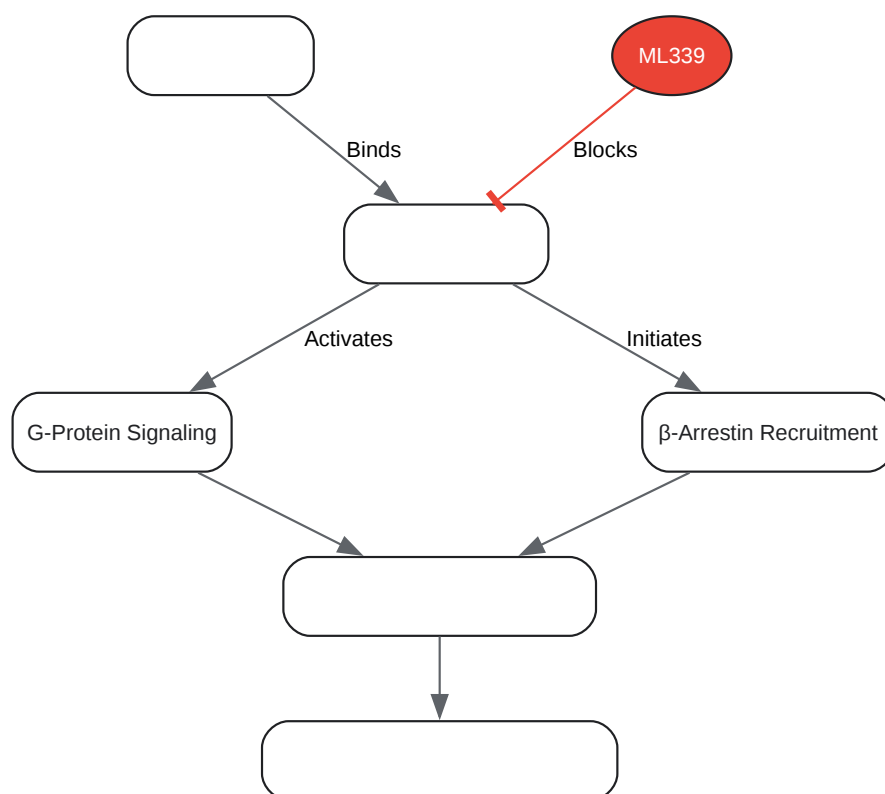 ML339
Binds
Blocks
Activates
Initiates
G-Protein Signaling
β-Arrestin Recruitment